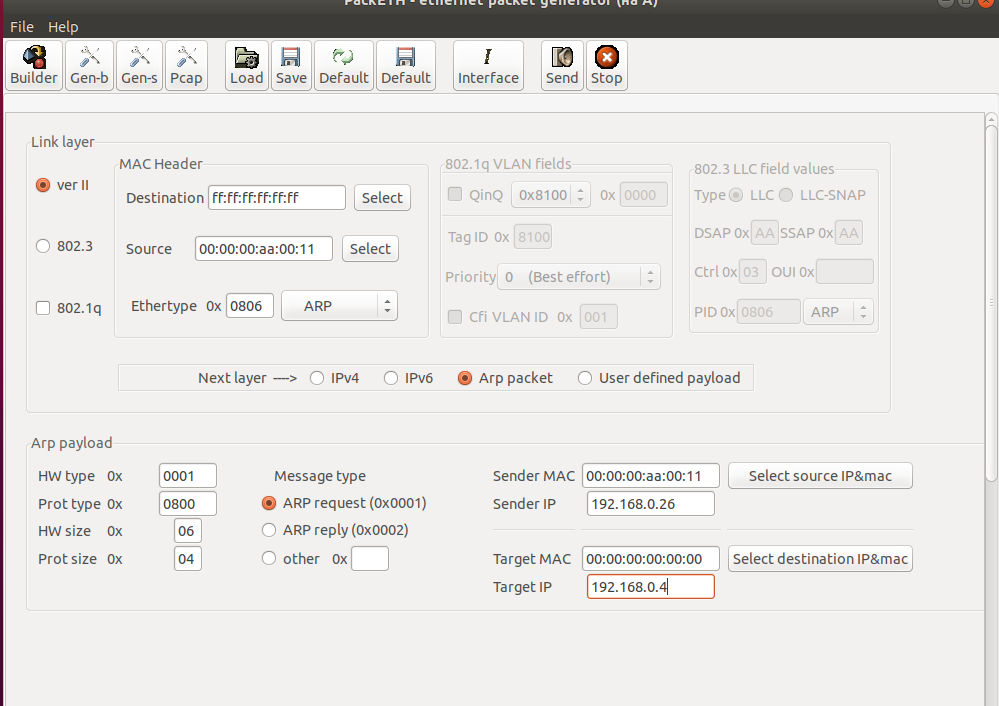 PackETH - ethernet packet generator (на A)
File Help
Builder Gen-b Gen-s Pcap Load Save Default Default Interface Send Stop
Link layer
ver II
802.3
802.1q
MAC Header
Destination ff:ff:ff:ff:ff:ff Select
Source 00:00:00:aa:00:11 Select
Ethertype 0x 0806 ARP
802.1q VLAN fields
QinQ 0x8100 0x 0000
Tag ID 0x 8100
Priority 0 (Best effort)
Cfi VLAN ID 0x 001
802.3 LLC field values
Type LLC LLC-SNAP
DSAP 0x AA SSAP 0x AA
Ctrl 0x 03 OUI 0x
PID 0x 0806 ARP
Next layer ----> IPv4 IPv6 Arp packet User defined payload
Arp payload
HW type 0x 0001
Prot type 0x 0800
HW size 0x 06
Prot size 0x 04
Message type
ARP request (0x0001)
ARP reply (0x0002)
other 0x
Sender MAC 00:00:00:aa:00:11 Select source IP&mac
Sender IP 192.168.0.26
Target MAC 00:00:00:00:00:00 Select destination IP&mac
Target IP 192.168.0.4